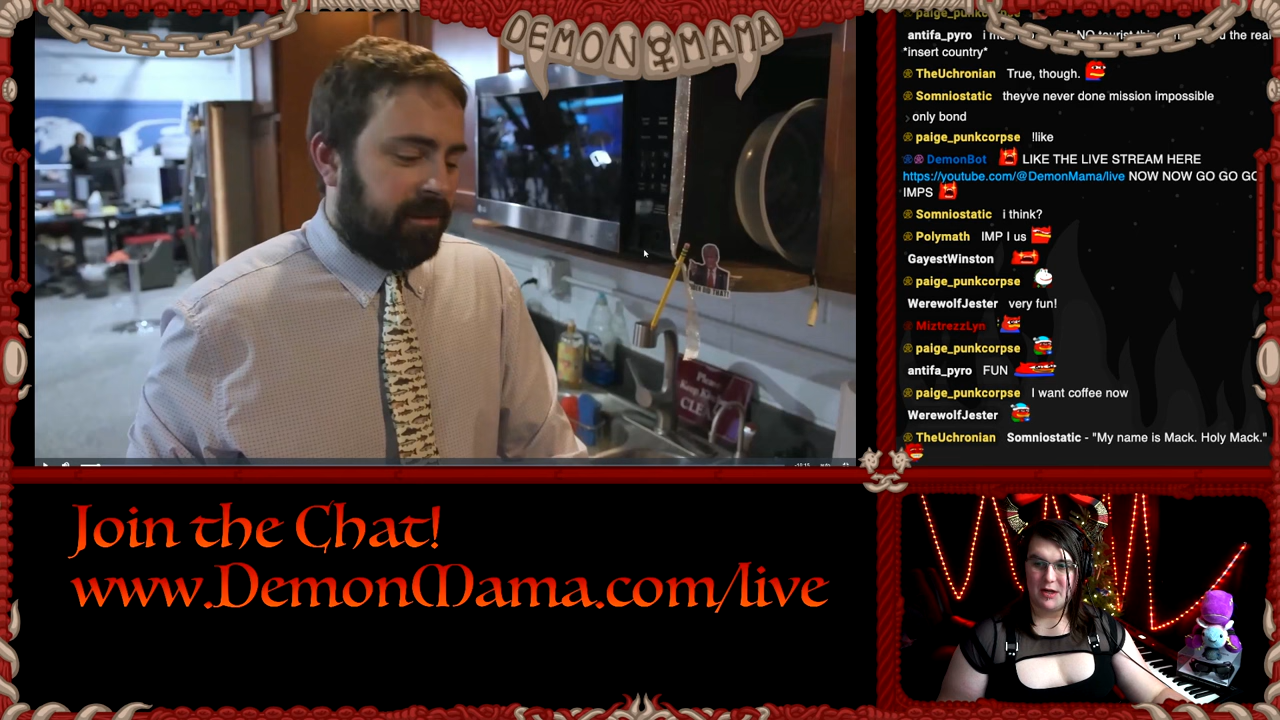 DEMON MAMA
paige_punkcorpse
antifa_pyro i NO tourist the real
*insert country*
TheUchronian True, though.
Somniostatic theyve never done mission impossible
only bond
paige_punkcorpse !like
DemonBot LIKE THE LIVE STREAM HERE
https://youtube.com/@DemonMama/live NOW NOW GO GO GO
IMPS
Somniostatic i think?
Polymath IMP I us
GayestWinston
paige_punkcorpse
WerewolfJester very fun!
MiztrezzLyn
paige_punkcorpse
antifa_pyro FUN
paige_punkcorpse I want coffee now
WerewolfJester
TheUchronian Somniostatic - "My name is Mack. Holy Mack."
Please
CLEAN
Join the Chat!
www.DemonMama.com/live